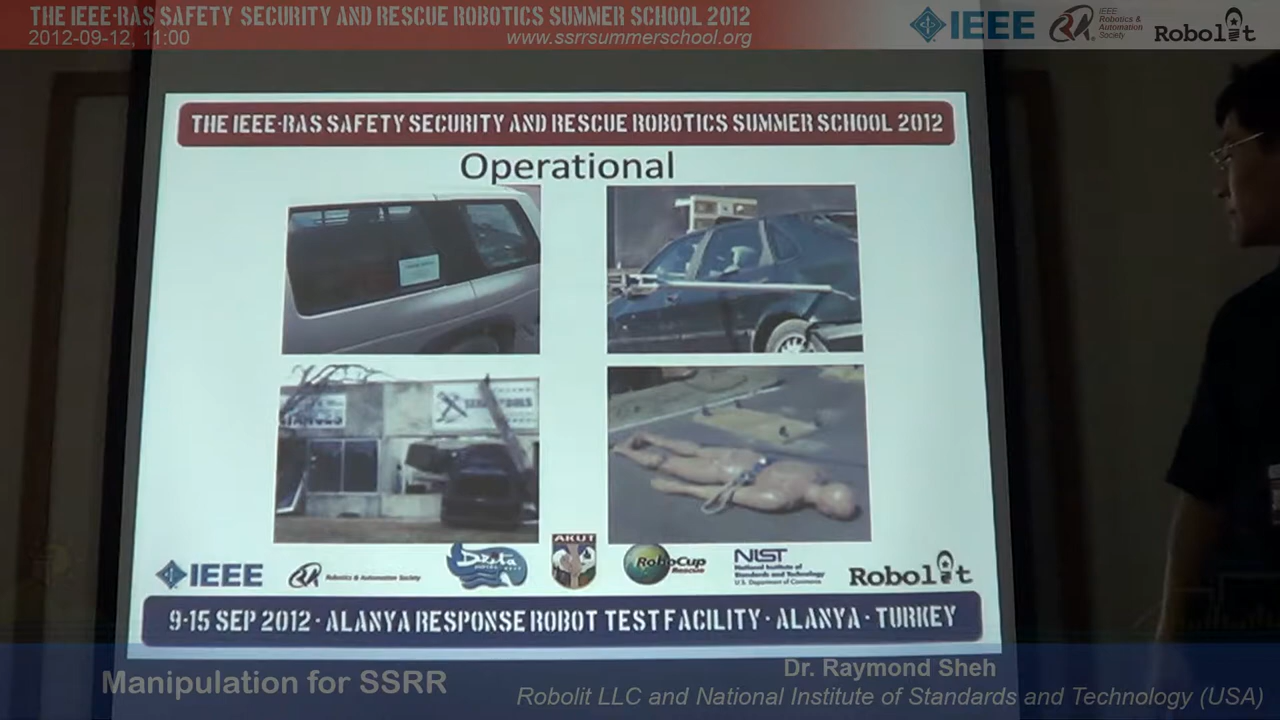 THE IEEE-RAS SAFETY SECURITY AND RESCUE ROBOTICS SUMMER SCHOOL 2012
2012-09-12, 11:00
www.ssrrsummerschool.org
IEEE
IEEE
Robotics &
Automation
Society
Robolit
THE IEEE-RAS SAFETY SECURITY AND RESCUE ROBOTICS SUMMER SCHOOL 2012
Operational
IEEE
Robotics & Automation Society
AKUT
RoboCup
Rescue
NIST
National Institute of
Standards and Technology
U.S. Department of Commerce
Robolit
9-15 SEP 2012 · ALANYA RESPONSE ROBOT TEST FACILITY · ALANYA · TURKEY
Manipulation for SSRR
Dr. Raymond Sheh
Robolit LLC and National Institute of Standards and Technology (USA)